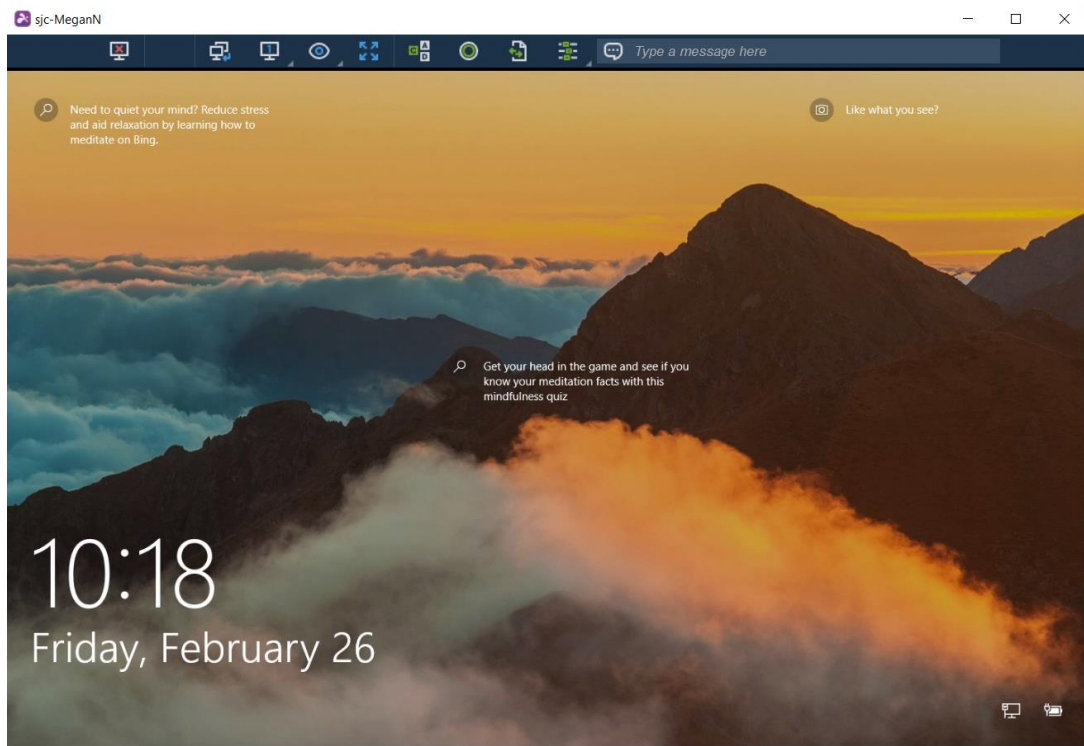 sjc-MeganN
1
C
A
D
Type a message here
Need to quiet your mind? Reduce stress
and aid relaxation by learning how to
meditate on Bing.
Like what you see?
Get your head in the game and see if you
know your meditation facts with this
mindfulness quiz
10:18
Friday, February 26